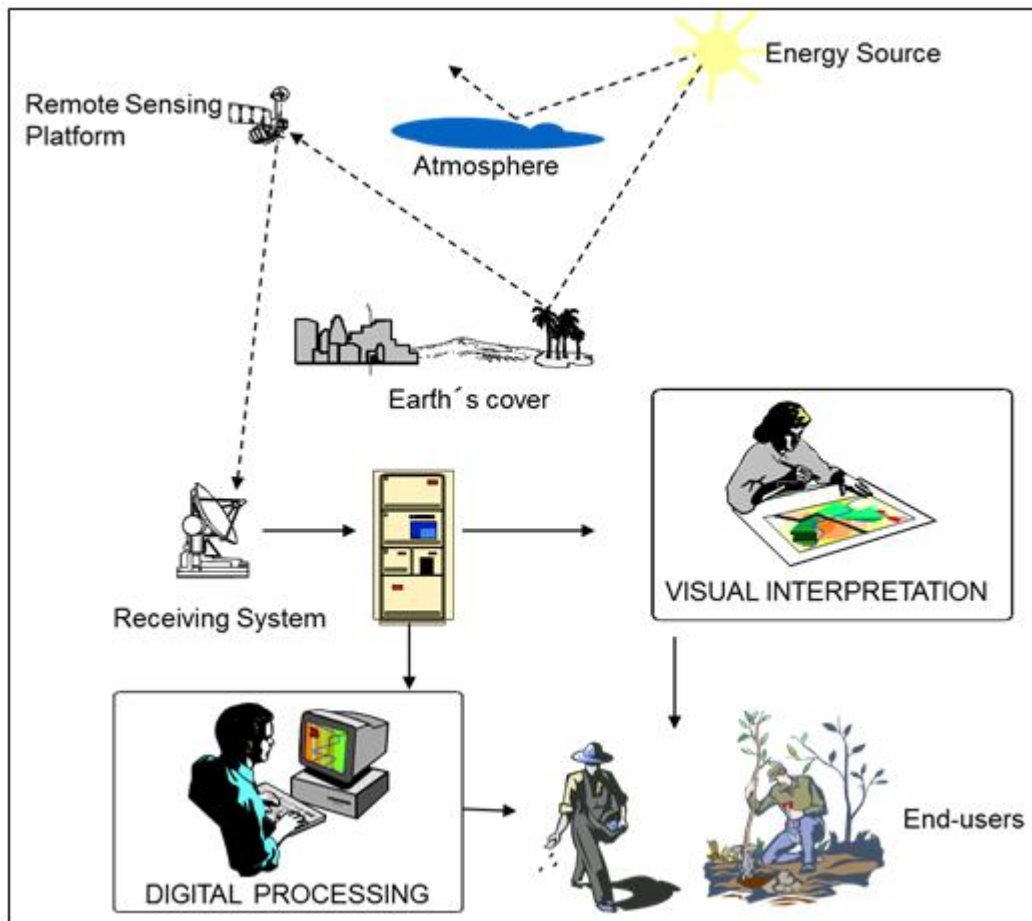 Energy Source
Remote Sensing
Platform
Atmosphere
Earth´s cover
VISUAL INTERPRETATION
Receiving System
End-users
DIGITAL PROCESSING